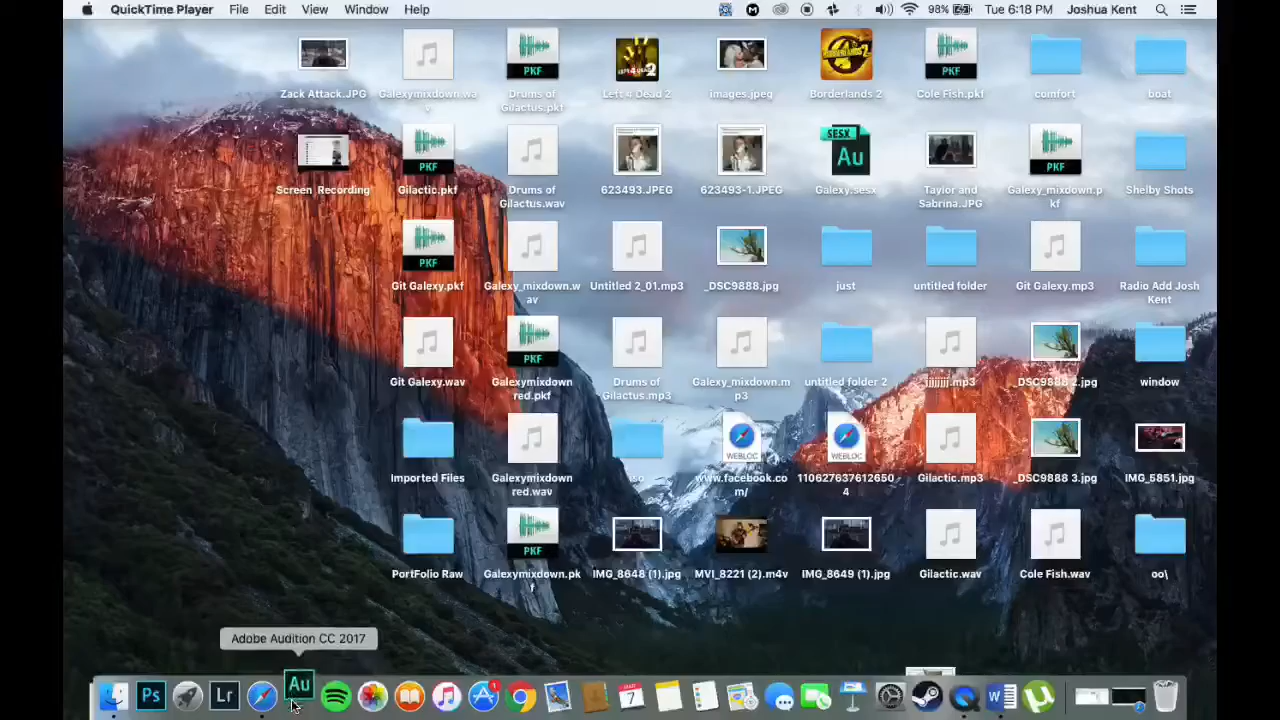 QuickTime Player File Edit View Window Help 98% Tue 6:18 PM Joshua Kent
Zack Attack.JPG
Galexymixdown.wa
v
PKF
Drums of
Gilactus.pkf
Left 4 Dead 2
images.jpeg
Borderlands 2
PKF
Cole Fish.pkf
comfort
boat
Screen_Recording
PKF
Gilactic.pkf
Drums of
Gilactus.wav
623493.JPEG
623493-1.JPEG
SESX
Au
Galexy.sesx
Taylor and
Sabrina.JPG
PKF
Galexy_mixdown.p
kf
Shelby Shots
PKF
Git Galexy.pkf
Galexy_mixdown.w
av
Untitled 2_01.mp3
_DSC9888.jpg
just
untitled folder
Git Galexy.mp3
Radio Add Josh
Kent
Git Galexy.wav
PKF
Galexymixdown
red.pkf
Drums of
Gilactus.mp3
Galexy_mixdown.m
p3
untitled folder 2
_DSC9888 2.jpg
window
Imported Files
Galexymixdown
red.wav
so
WEBLOC
www.facebook.co
m/
WEBLOC
110627637612650
4
Gilactic.mp3
_DSC9888 3.jpg
IMG_5851.jpg
PortFolio Raw
PKF
Galexymixdown.pk
f
IMG_8648 (1).jpg
MVI_8221 (2).m4v
IMG_8649 (1).jpg
Gilactic.wav
Cole Fish.wav
oo\
Adobe Audition CC 2017
Ps Lr Au 1 7 W